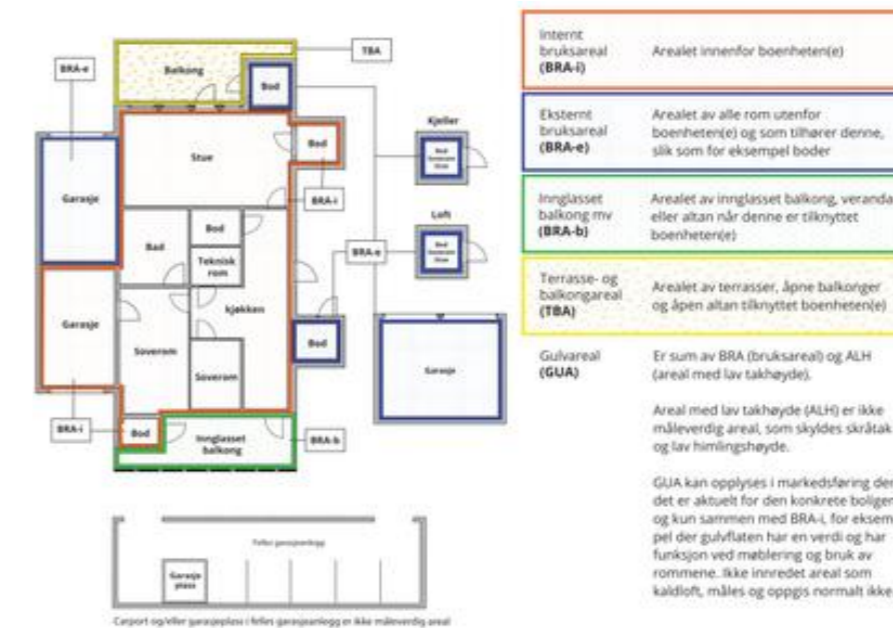 TBA
BRA-e
Balkong
Bod
Kjeller
Stue
Bod
Bod
Garasje
BRA-i
Loft
Bad
Bod
Bod
Teknisk
rom
BRA-e
Garasje
kjøkken
Soverom
Bod
Garasje
Soverom
BRA-i
Bod
Innglasset
balkong
BRA-b
Felles garasjeanlegg
Garasje
plass
Carport og/eller garasjeplass i felles garasjeanlegg er ikke måleverdig areal
Internt
bruksareal
(BRA-i)
Arealet innenfor boenheten(e)
Eksternt
bruksareal
(BRA-e)
Arealet av alle rom utenfor
boenheten(e) og som tilhører denne,
slik som for eksempel boder
Innglasset
balkong mv
(BRA-b)
Arealet av innglasset balkong, veranda
eller altan når denne er tilknyttet
boenheten(e)
Terrasse- og
balkongareal
(TBA)
Arealet av terrasser, åpne balkonger
og åpen altan tilknyttet boenheten(e)
Gulvareal
(GUA)
Er sum av BRA (bruksareal) og ALH
(areal med lav takhøyde).
Areal med lav takhøyde (ALH) er ikke
måleverdig areal, som skyldes skråtak
og lav himlingshøyde.
GUA kan opplyses i markedsføring der
det er aktuelt for den konkrete boligen
og kun sammen med BRA-i, for eksem
pel der gulvflaten har en verdi og har
funksjon ved møblering og bruk av
rommene. Ikke innredet areal som
kaldloft, måles og oppgis normalt ikke